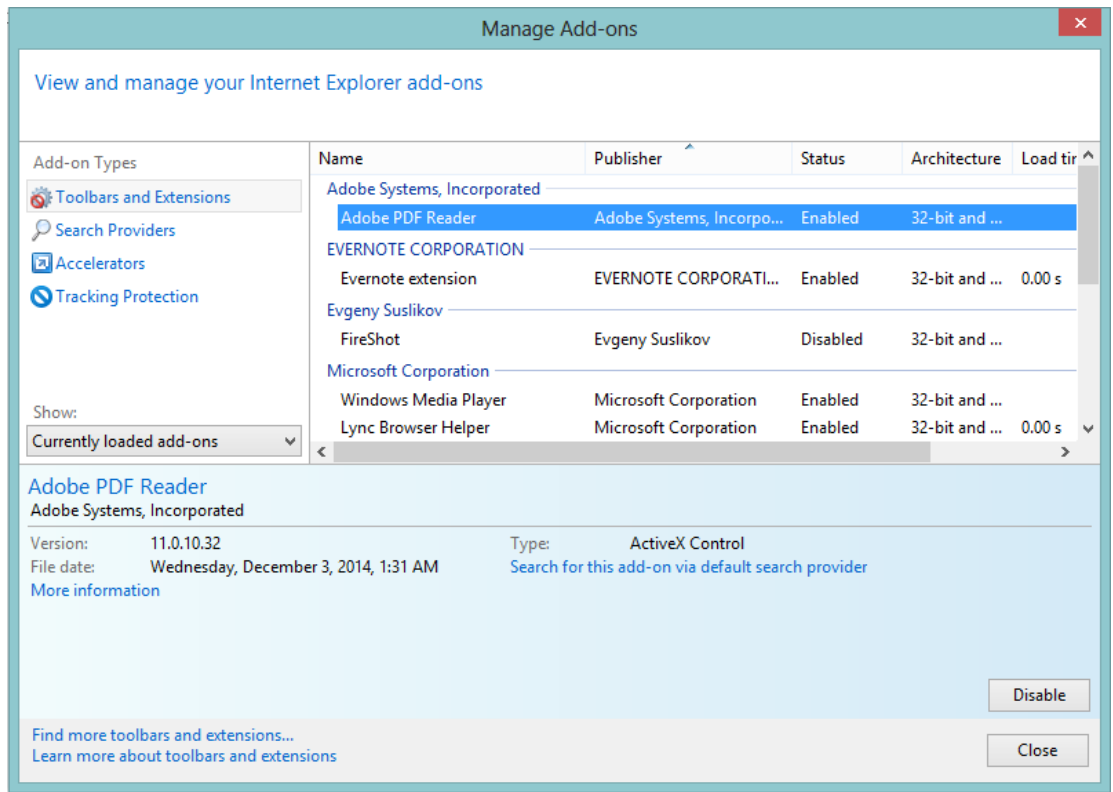 Manage Add-ons
View and manage your Internet Explorer add-ons
Add-on Types
Toolbars and Extensions
Search Providers
Accelerators
Tracking Protection
Show:
Currently loaded add-ons
Name Publisher Status Architecture Load tir
Adobe Systems, Incorporated
Adobe PDF Reader Adobe Systems, Incorpo... Enabled 32-bit and ...
EVERNOTE CORPORATION
Evernote extension EVERNOTE CORPORATI... Enabled 32-bit and ... 0.00 s
Evgeny Suslikov
FireShot Evgeny Suslikov Disabled 32-bit and ...
Microsoft Corporation
Windows Media Player Microsoft Corporation Enabled 32-bit and ...
Lync Browser Helper Microsoft Corporation Enabled 32-bit and ... 0.00 s
Adobe PDF Reader
Adobe Systems, Incorporated
Version: 11.0.10.32 Type: ActiveX Control
File date: Wednesday, December 3, 2014, 1:31 AM Search for this add-on via default search provider
More information
Disable
Find more toolbars and extensions...
Learn more about toolbars and extensions
Close